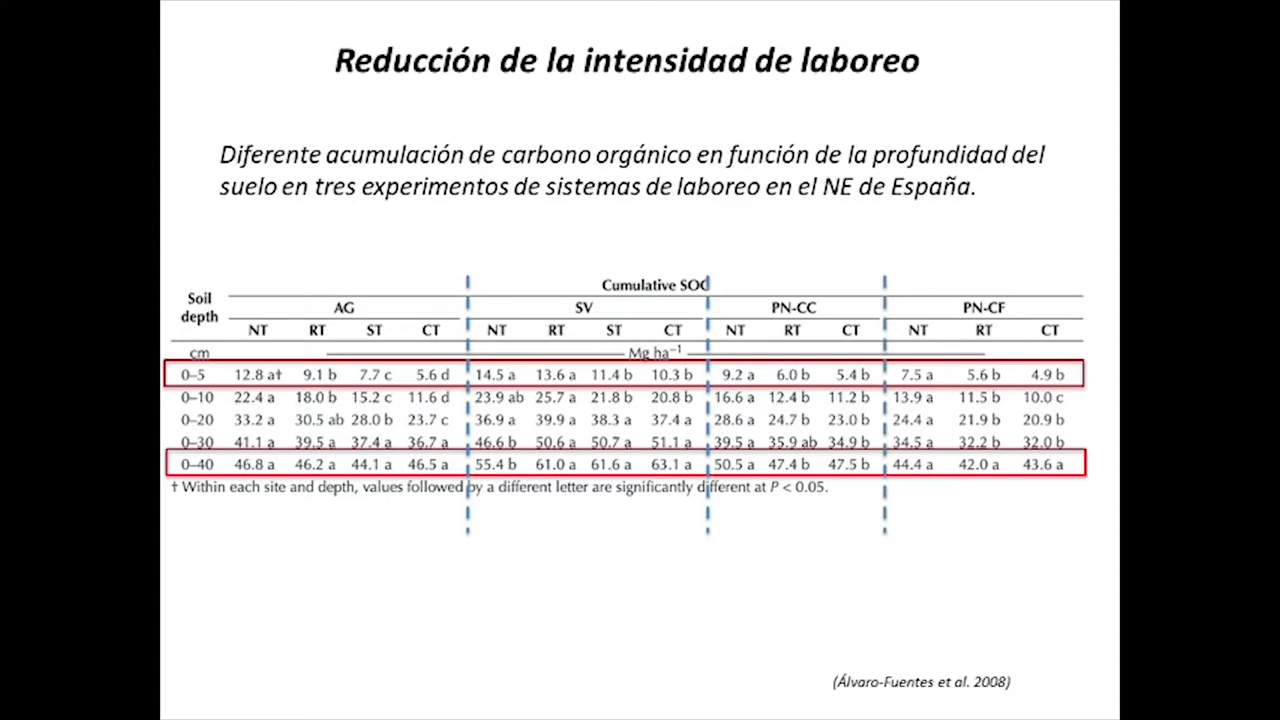 Reducción de la intensidad de laboreo
Diferente acumulación de carbono orgánico en función de la profundidad del
suelo en tres experimentos de sistemas de laboreo en el NE de España.
Cumulative SOC
Soil depth AG SV PN-CC PN-CF
NT RT ST CT NT RT ST CT NT RT CT NT RT CT
cm Mg ha⁻¹
0–5 12.8 a† 9.1 b 7.7 c 5.6 d 14.5 a 13.6 a 11.4 b 10.3 b 9.2 a 6.0 b 5.4 b 7.5 a 5.6 b 4.9 b
0–10 22.4 a 18.0 b 15.2 c 11.6 d 23.9 ab 25.7 a 21.8 b 20.8 b 16.6 a 12.4 b 11.2 b 13.9 a 11.5 b 10.0 c
0–20 33.2 a 30.5 ab 28.0 b 23.7 c 36.9 a 39.9 a 38.3 a 37.4 a 28.6 a 24.7 b 23.0 b 24.4 a 21.9 b 20.9 b
0–30 41.1 a 39.5 a 37.4 a 36.7 a 46.6 b 50.6 a 50.7 a 51.1 a 39.5 a 35.9 ab 34.9 b 34.5 a 32.2 b 32.0 b
0–40 46.8 a 46.2 a 44.1 a 46.5 a 55.4 b 61.0 a 61.6 a 63.1 a 50.5 a 47.4 b 47.5 b 44.4 a 42.0 a 43.6 a
† Within each site and depth, values followed by a different letter are significantly different at P < 0.05.
(Álvaro-Fuentes et al. 2008)